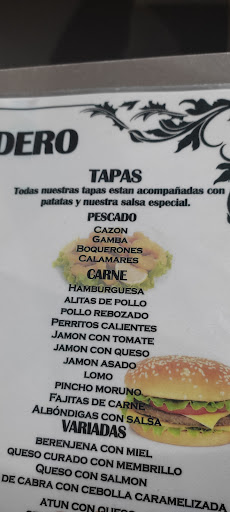 DERO
TAPAS
Todas nuestras tapas estan acompañadas con
patatas y nuestra salsa especial.
PESCADO
CAZON
GAMBA
BOQUERONES
CALAMARES
CARNE
HAMBURGUESA
ALITAS DE POLLO
POLLO REBOZADO
PERRITOS CALIENTES
JAMON CON TOMATE
JAMON CON QUESO
JAMON ASADO
LOMO
PINCHO MORUNO
FAJITAS DE CARNE
ALBÓNDIGAS CON SALSA
VARIADAS
BERENJENA CON MIEL
QUESO CURADO CON MEMBRILLO
QUESO CON SALMON
DE CABRA CON CEBOLLA CARAMELIZADA
ATUN CON QUESO